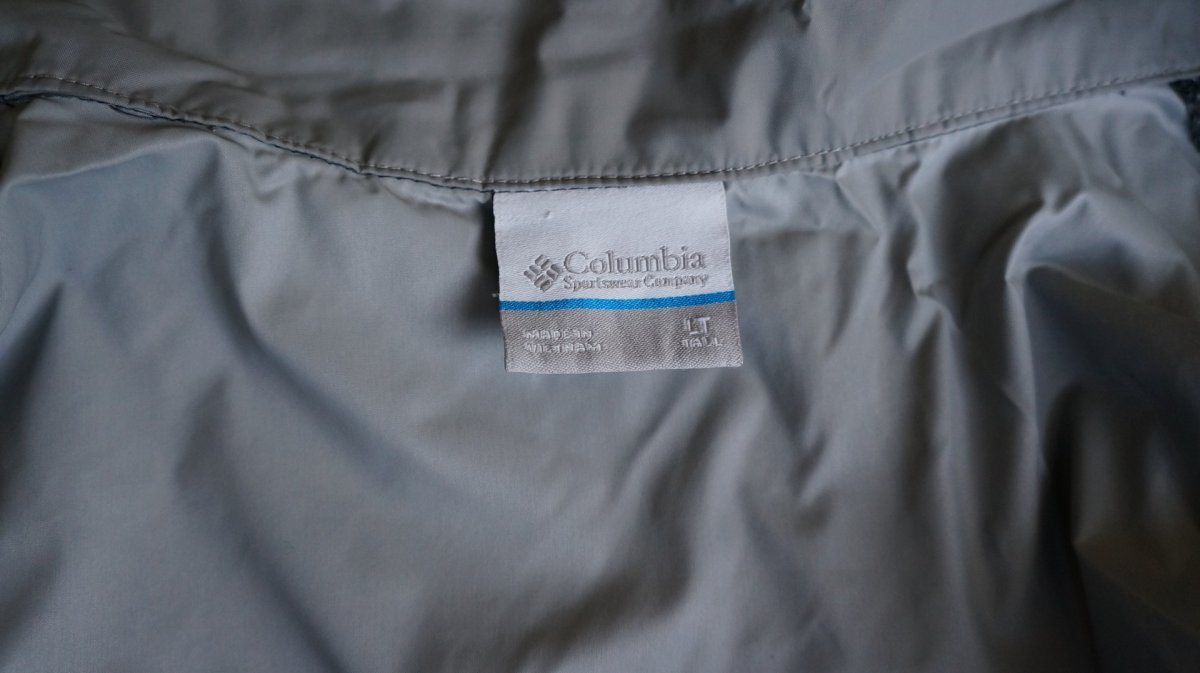 Columbia
Sportswear Company
MADE IN
VIETNAM
LT
TALL